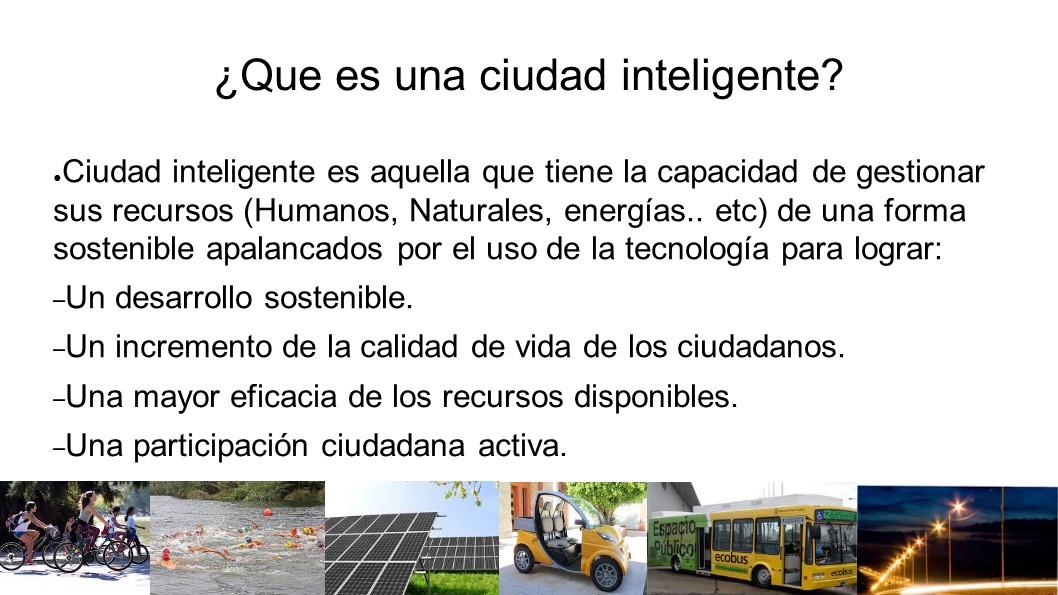 ¿Que es una ciudad inteligente?
●Ciudad inteligente es aquella que tiene la capacidad de gestionar
sus recursos (Humanos, Naturales, energías.. etc) de una forma
sostenible apalancados por el uso de la tecnología para lograr:
–Un desarrollo sostenible.
–Un incremento de la calidad de vida de los ciudadanos.
–Una mayor eficacia de los recursos disponibles.
–Una participación ciudadana activa.
Espacio
Público
ecobus
ecobus